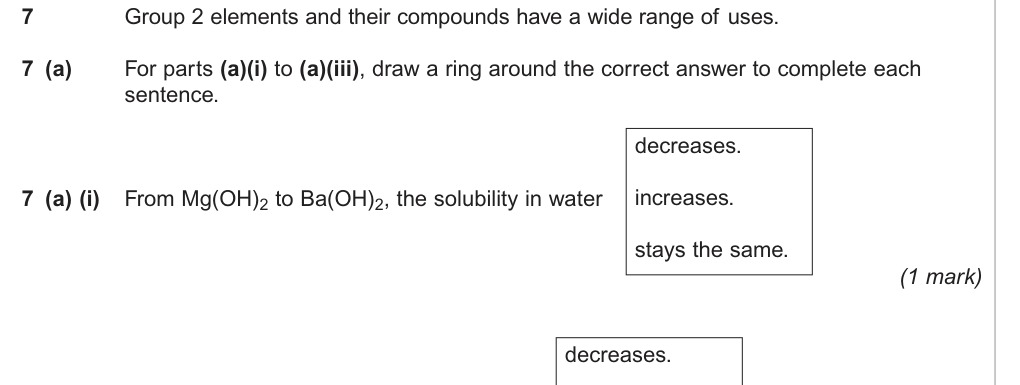 7 Group 2 elements and their compounds have a wide range of uses.
7 (a) For parts (a)(i) to (a)(iii), draw a ring around the correct answer to complete each
sentence.
decreases.
7 (a) (i) From Mg(OH)₂ to Ba(OH)₂, the solubility in water increases.
stays the same.
(1 mark)
decreases.